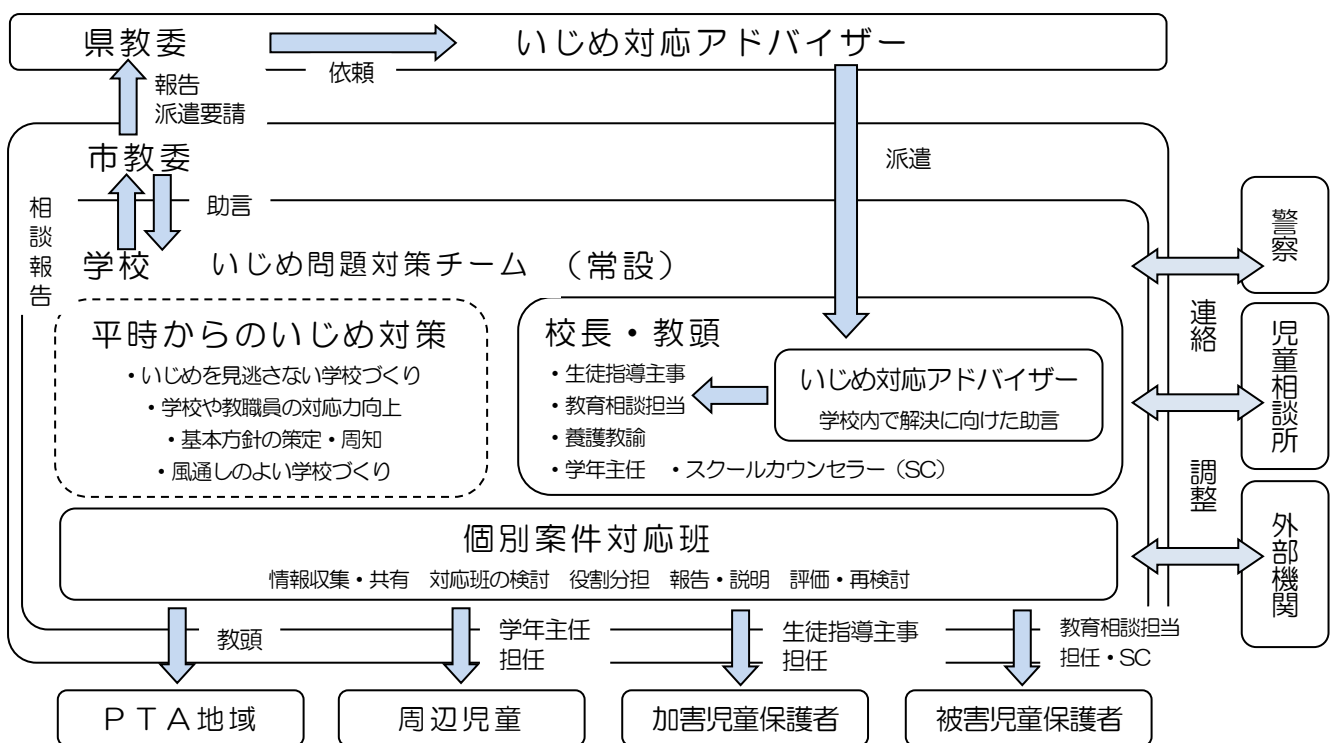 県教委
いじめ対応アドバイザー
依頼
報告
派遣要請
市教委
派遣
相談報告
助言
学校
いじめ問題対策チーム (常設)
平時からのいじめ対策
・いじめを見逃さない学校づくり
・学校や教職員の対応力向上
・基本方針の策定・周知
・風通しのよい学校づくり
校長・教頭
・生徒指導主事
・教育相談担当
・養護教諭
・学年主任 ・スクールカウンセラー(SC)
いじめ対応アドバイザー
学校内で解決に向けた助言
警察
連絡
児童相談所
調整
外部機関
個別案件対応班
情報収集・共有 対応班の検討 役割分担 報告・説明 評価・再検討
教頭
学年主任
担任
生徒指導主事
担任
教育相談担当
担任・SC
PTA地域
周辺児童
加害児童保護者
被害児童保護者